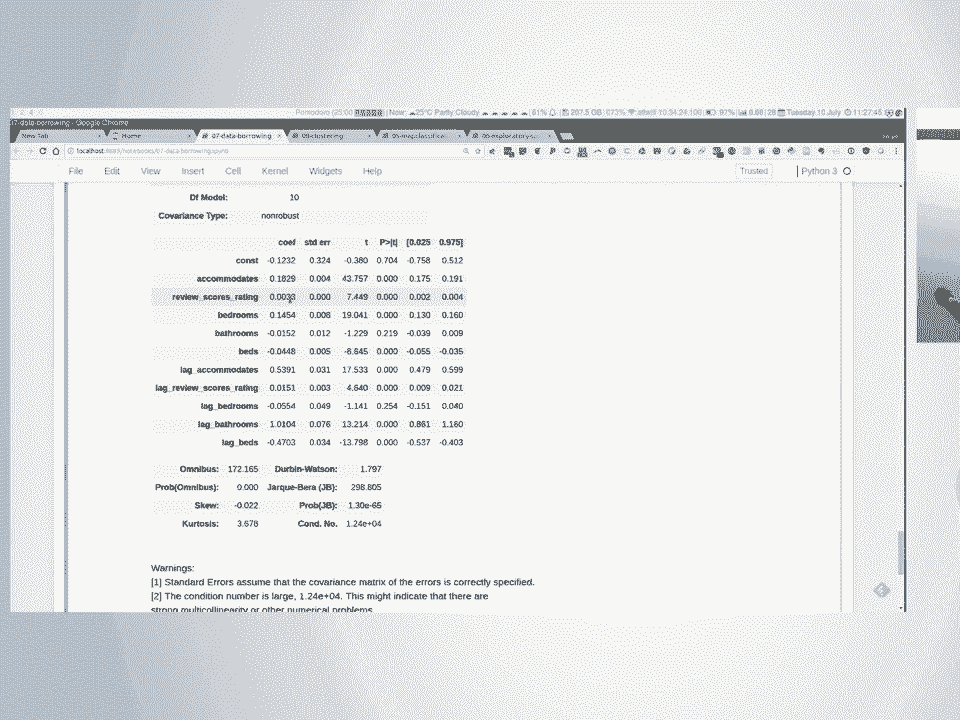 07-data-borrowing - Google Chrome
New Tab Home 07-data-borrowing 08-clustering
localhost:8889/notebooks/07-data-borrowing.ipynb
File Edit View Insert Cell Kernel Widgets Help Trusted Python 3
Df Model: 10
Covariance Type: nonrobust
coef std err t P>|t| [0.025 0.975]
const -0.1232 0.324 -0.380 0.704 -0.758 0.512
accommodates 0.1829 0.004 43.757 0.000 0.175 0.191
review_scores_rating 0.0033 0.000 7.449 0.000 0.002 0.004
bedrooms 0.1454 0.008 19.041 0.000 0.130 0.160
bathrooms -0.0152 0.012 -1.229 0.219 -0.039 0.009
beds -0.0448 0.005 -8.645 0.000 -0.055 -0.035
lag_accommodates 0.5391 0.031 17.533 0.000 0.479 0.599
lag_review_scores_rating 0.0151 0.003 4.640 0.000 0.009 0.021
lag_bedrooms -0.0554 0.049 -1.141 0.254 -0.151 0.040
lag_bathrooms 1.0104 0.076 13.214 0.000 0.861 1.160
lag_beds -0.4703 0.034 -13.798 0.000 -0.537 -0.403
Omnibus: 172.165 Durbin-Watson: 1.797
Prob(Omnibus): 0.000 Jarque-Bera (JB): 298.805
Skew: -0.022 Prob(JB): 1.30e-65
Kurtosis: 3.678 Cond. No. 1.24e+04
Warnings:
[1] Standard Errors assume that the covariance matrix of the errors is correctly specified.
[2] The condition number is large, 1.24e+04. This might indicate that there are
strong multicollinearity or other numerical problems.